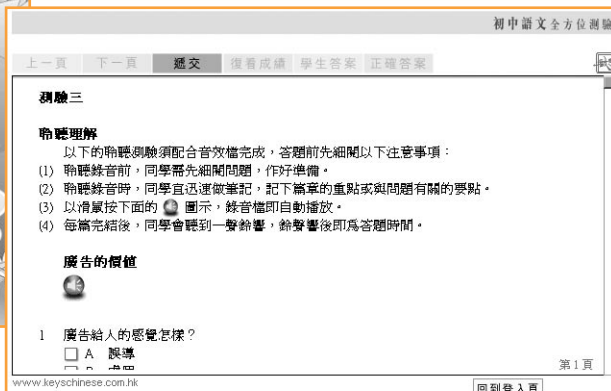 初中語文全方位測驗
上一頁 下一頁 遞交 復看成績 學生答案 正確答案
測驗三
聆聽理解
以下的聆聽測驗須配合音效檔完成，答題前先細閱以下注意事項：
(1) 聆聽錄音前，同學需先細閱問題，作好準備。
(2) 聆聽錄音時，同學宜迅速做筆記，記下篇章的重點或與問題有關的要點。
(3) 以滑鼠按下面的 圖示，錄音檔即自動播放。
(4) 每篇完結後，同學會聽到一聲鈴響，鈴聲響後即為答題時間。
廣告的價值
1 廣告給人的感覺怎樣？
A 誤導
第1頁
www.keyschinese.com.hk
回到登入頁